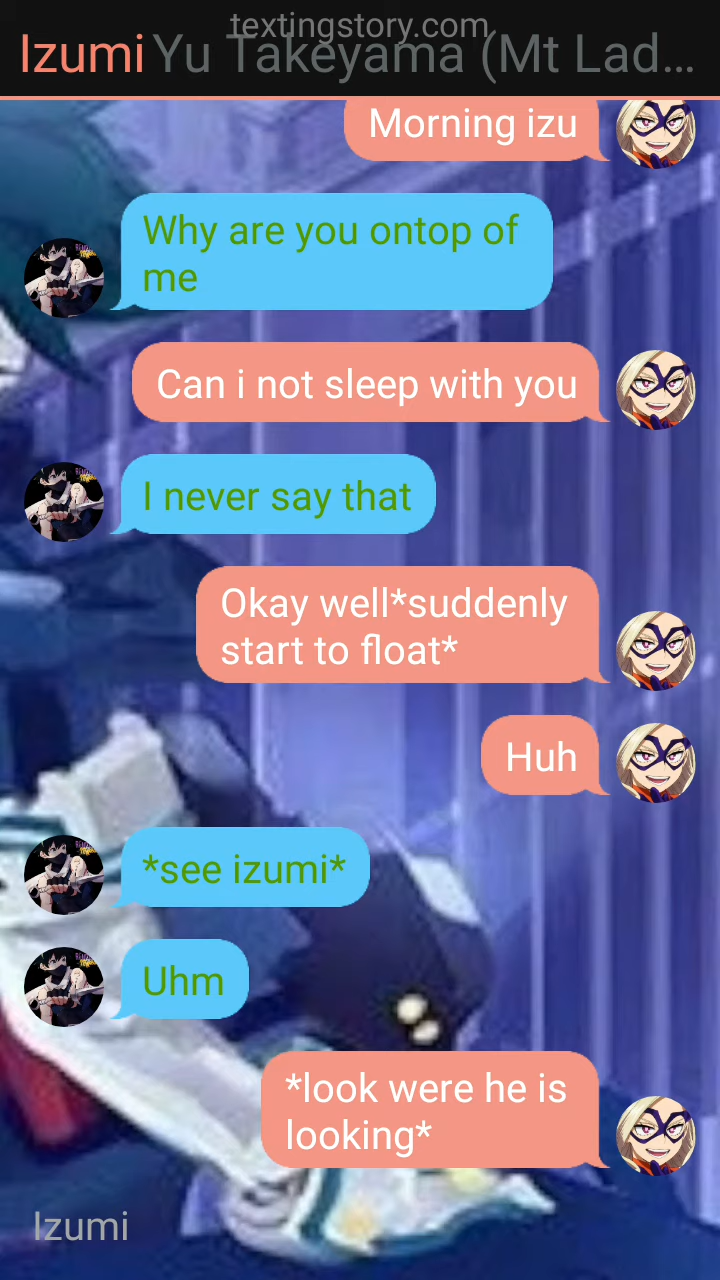 textingstory.com
Izumi Yu Takeyama (Mt Lad...
Morning izu
Why are you ontop of
me
Can i not sleep with you
I never say that
Okay well*suddenly
start to float*
Huh
*see izumi*
Uhm
*look were he is
looking*
Izumi